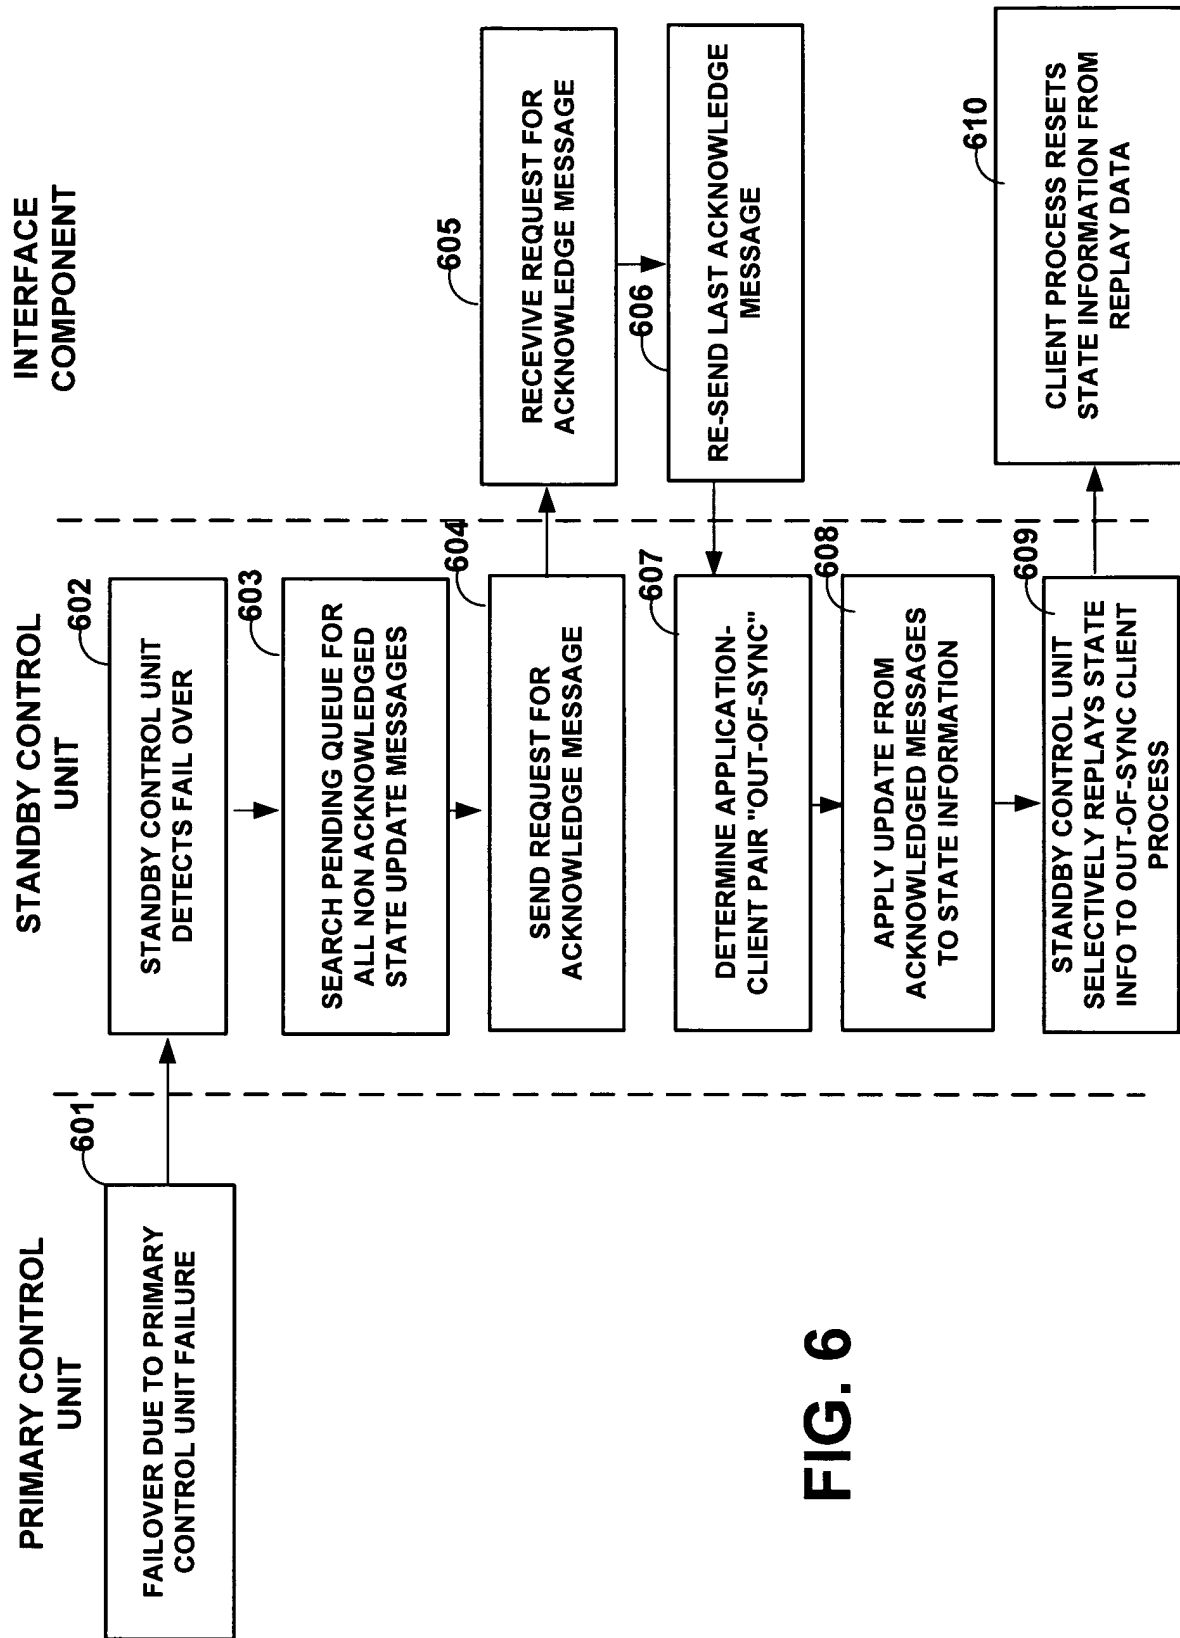 PRIMARY CONTROL
UNIT
STANDBY CONTROL
UNIT
INTERFACE
COMPONENT
601
FAILOVER DUE TO PRIMARY
CONTROL UNIT FAILURE
602
STANDBY CONTROL UNIT
DETECTS FAIL OVER
603
SEARCH PENDING QUEUE FOR
ALL NON ACKNOWLEDGED
STATE UPDATE MESSAGES
604
SEND REQUEST FOR
ACKNOWLEDGE MESSAGE
605
RECEVIVE REQUEST FOR
ACKNOWLEDGE MESSAGE
606
RE-SEND LAST ACKNOWLEDGE
MESSAGE
607
DETERMINE APPLICATION-
CLIENT PAIR "OUT-OF-SYNC"
608
APPLY UPDATE FROM
ACKNOWLEDGED MESSAGES
TO STATE INFORMATION
609
STANDBY CONTROL UNIT
SELECTIVELY REPLAYS STATE
INFO TO OUT-OF-SYNC CLIENT
PROCESS
610
CLIENT PROCESS RESETS
STATE INFORMATION FROM
REPLAY DATA
FIG. 6